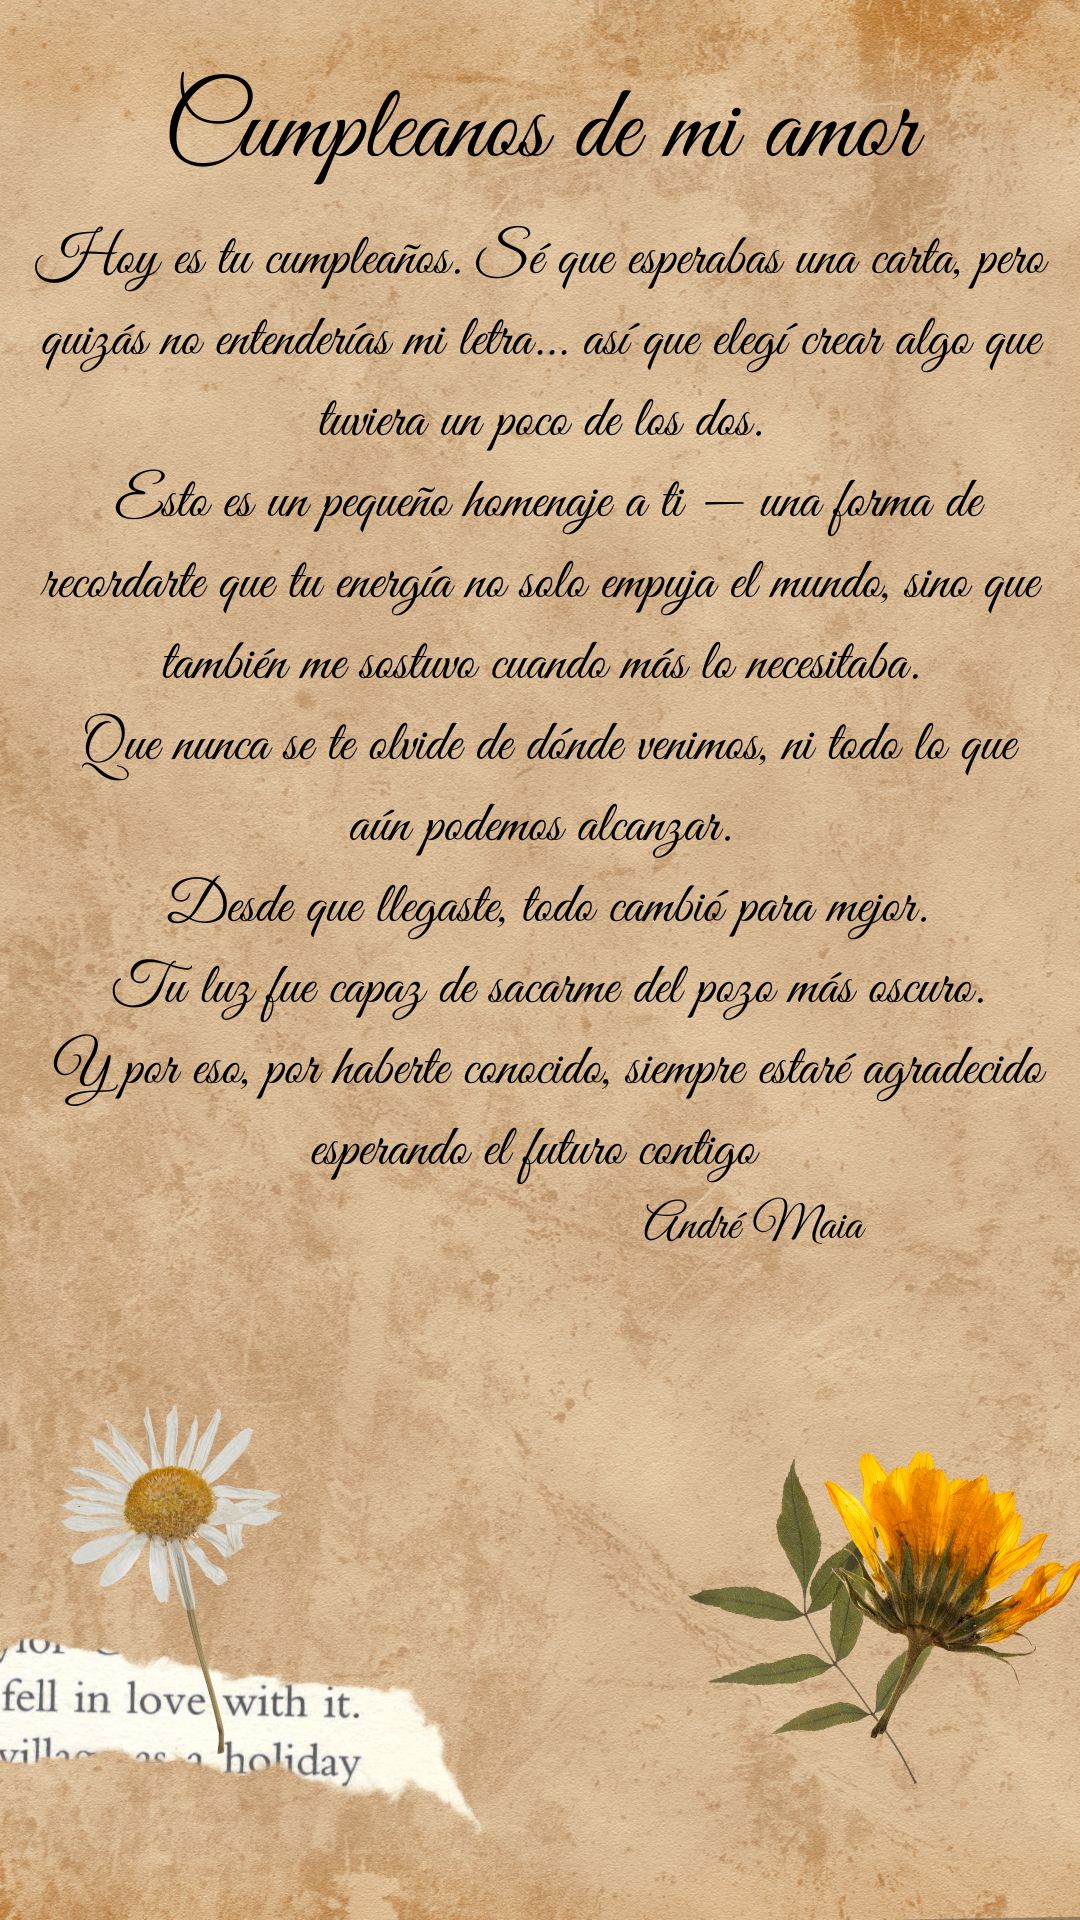 Cumpleanos de mi amor
Hoy es tu cumpleaños. Sé que esperabas una carta, pero
quizás no entenderías mi letra... así que elegí crear algo que
tuviera un poco de los dos.
Esto es un pequeño homenaje a ti — una forma de
recordarte que tu energía no solo empuja el mundo, sino que
también me sostuvo cuando más lo necesitaba.
Que nunca se te olvide de dónde venimos, ni todo lo que
aún podemos alcanzar.
Desde que llegaste, todo cambió para mejor.
Tu luz fue capaz de sacarme del pozo más oscuro.
Y por eso, por haberte conocido, siempre estaré agradecido
esperando el futuro contigo
André Maia
fell in love with it.
as a holiday